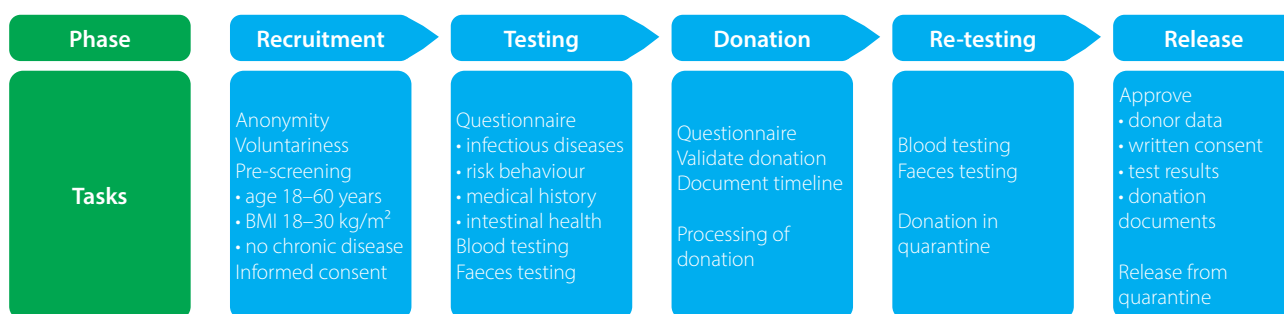 Phase
Recruitment
Testing
Donation
Re-testing
Release
Tasks
Anonymity
Voluntariness
Pre-screening
• age 18–60 years
• BMI 18–30 kg/m²
• no chronic disease
Informed consent
Questionnaire
• infectious diseases
• risk behaviour
• medical history
• intestinal health
Blood testing
Faeces testing
Questionnaire
Validate donation
Document timeline
Processing of
donation
Blood testing
Faeces testing
Donation in
quarantine
Approve
• donor data
• written consent
• test results
• donation
documents
Release from
quarantine